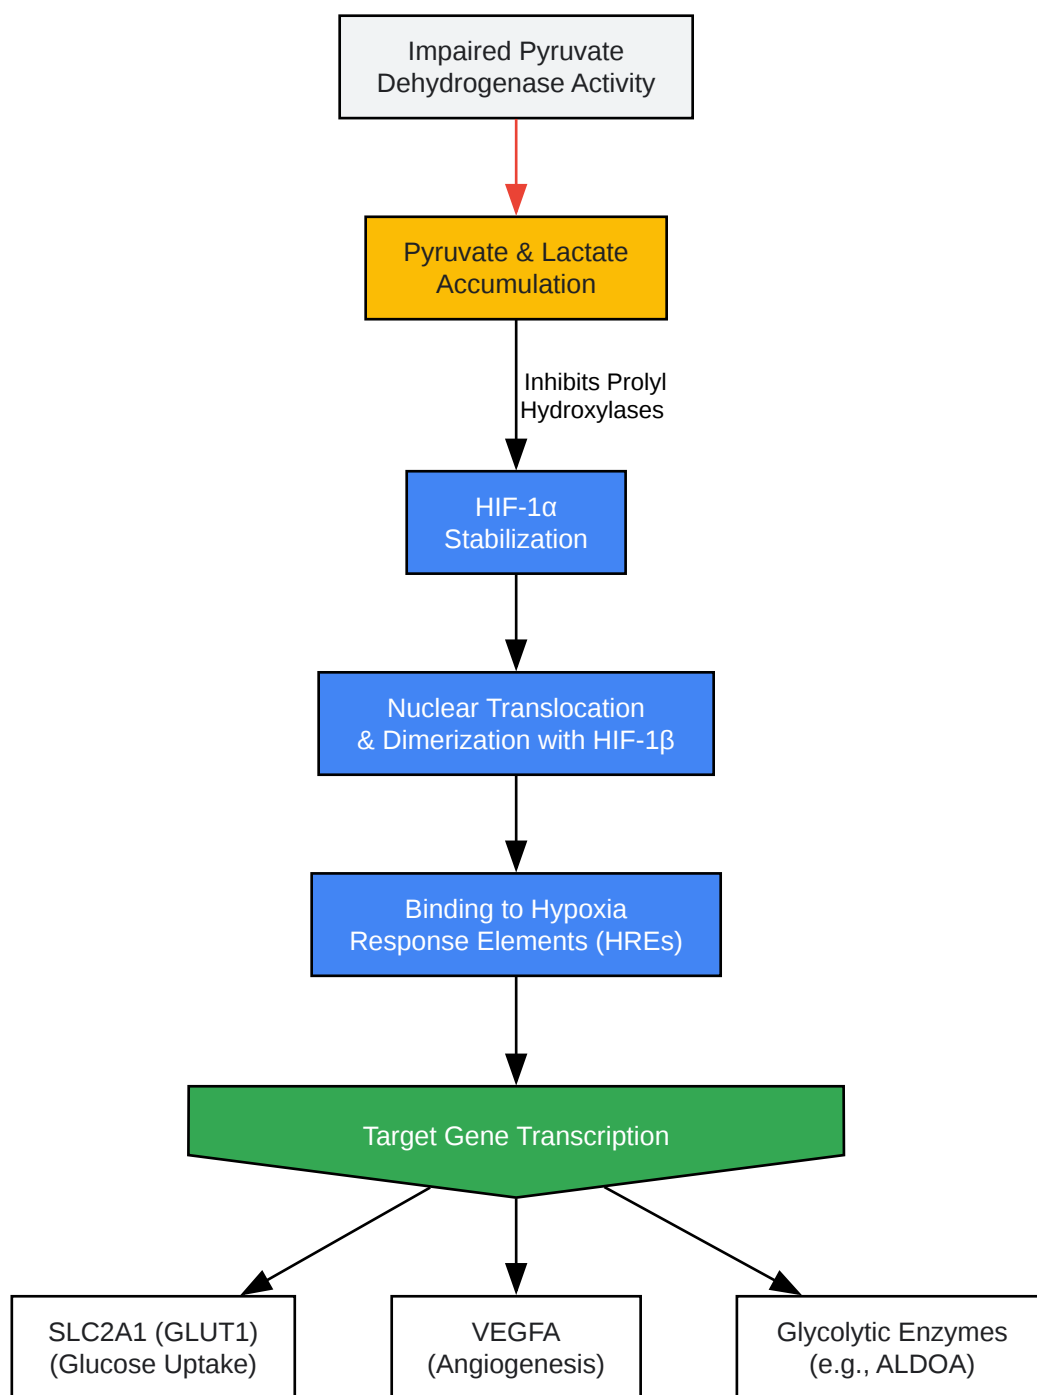 Impaired Pyruvate
Dehydrogenase Activity
Pyruvate & Lactate
Accumulation
Inhibits Prolyl
Hydroxylases
HIF-1α
Stabilization
Nuclear Translocation
& Dimerization with HIF-1β
Binding to Hypoxia
Response Elements (HREs)
Target Gene Transcription
SLC2A1 (GLUT1)
(Glucose Uptake)
VEGFA
(Angiogenesis)
Glycolytic Enzymes
(e.g., ALDOA)